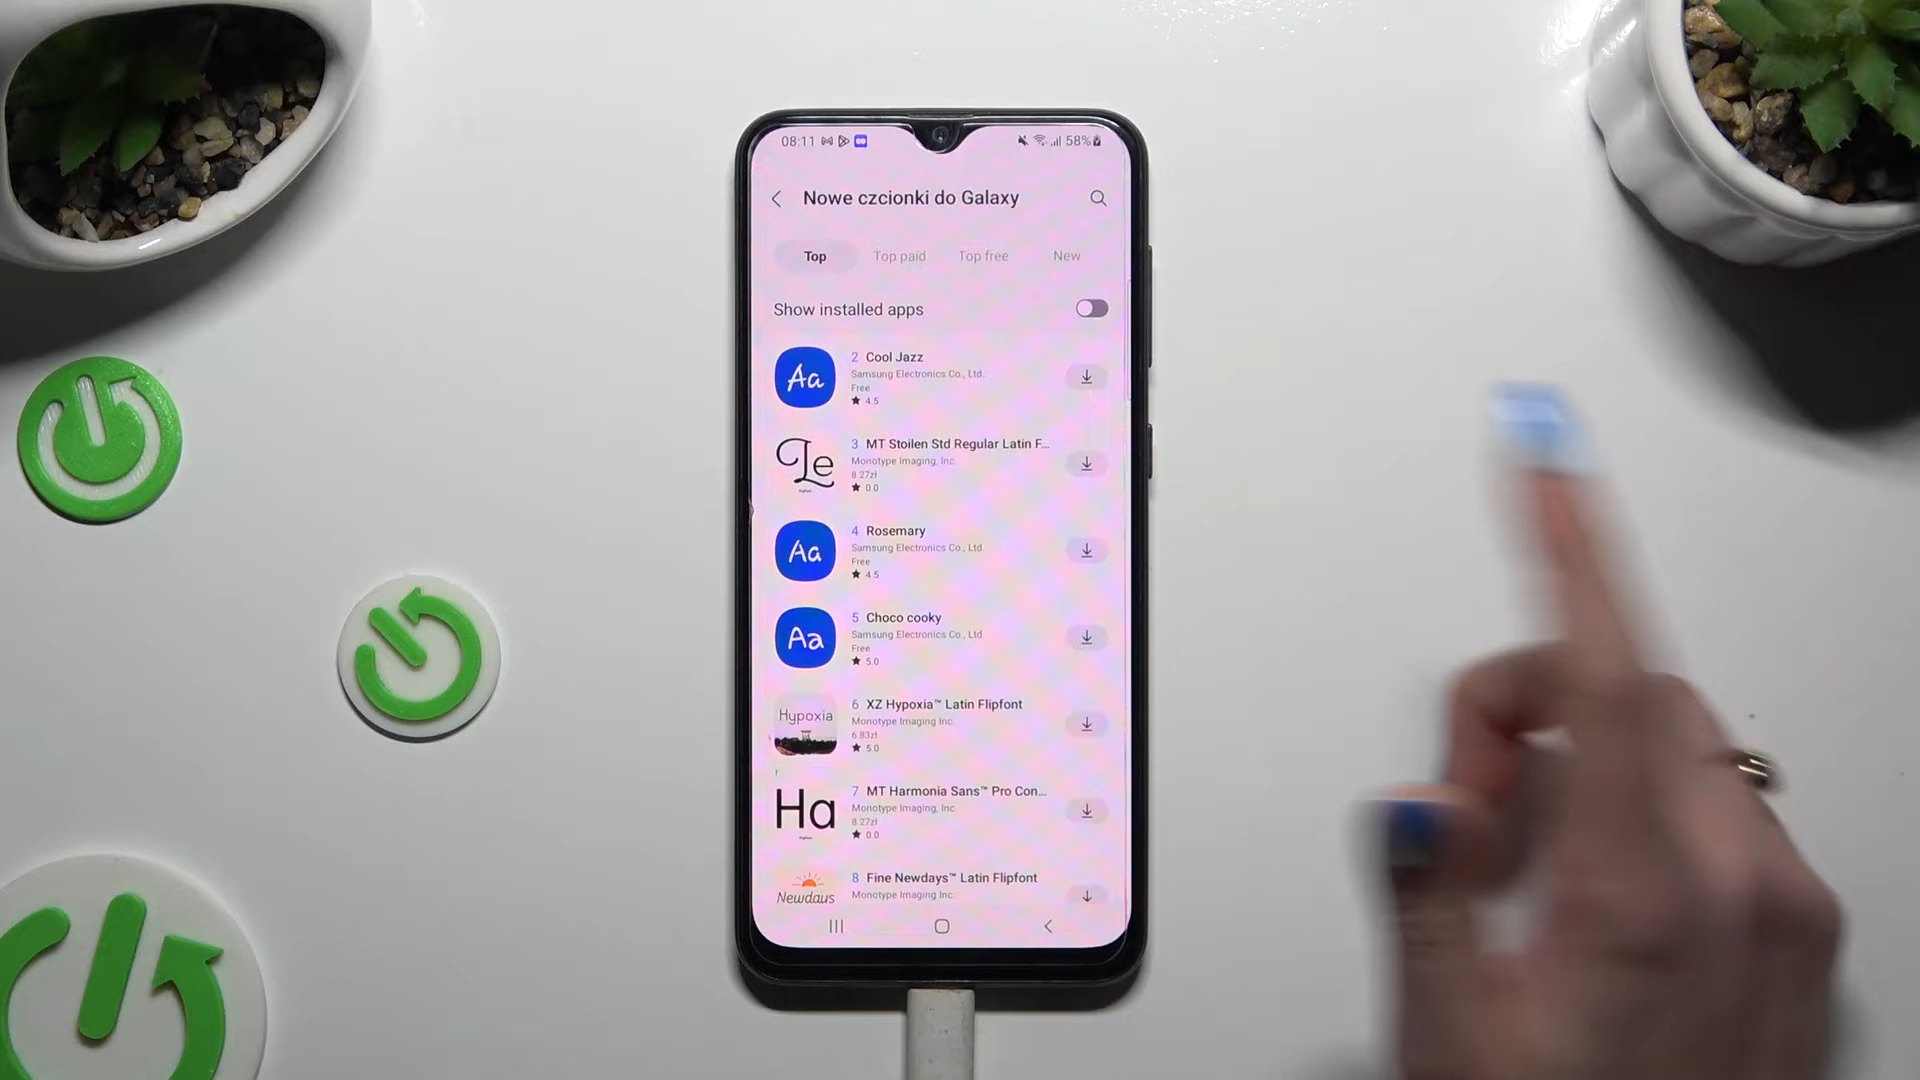 08:11 58%
Nowe czcionki do Galaxy
Top Top paid Top free New
Show installed apps
Aa
2 Cool Jazz
Samsung Electronics Co., Ltd.
Free
★ 4.5
Le
3 MT Stoilen Std Regular Latin F...
Monotype Imaging, Inc.
8.27zł
★ 0.0
Aa
4 Rosemary
Samsung Electronics Co., Ltd.
Free
★ 4.5
Aa
5 Choco cooky
Samsung Electronics Co., Ltd.
Free
★ 5.0
Hypoxia
6 XZ Hypoxia™ Latin Flipfont
Monotype Imaging Inc.
6.83zł
★ 5.0
Ha
7 MT Harmonia Sans™ Pro Con...
Monotype Imaging, Inc.
8.27zł
★ 0.0
Newdays
8 Fine Newdays™ Latin Flipfont
Monotype Imaging Inc.